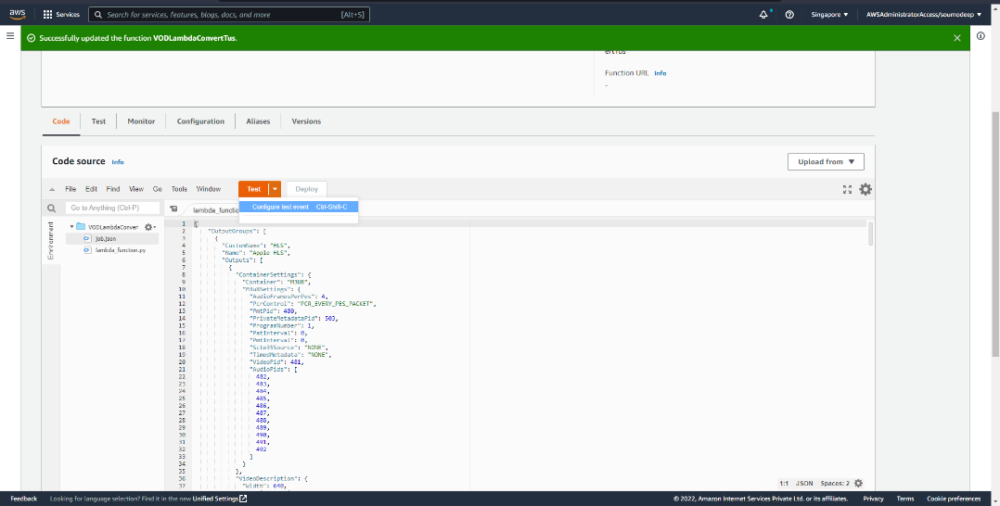 aws Services Search for services, features, blogs, docs, and more [Alt+S] Singapore ▼ AWSAdministratorAccess/soumodeep ▼
Successfully updated the function VODLambdaConvertTus.
Function URL Info
-
Code Test Monitor Configuration Aliases Versions
Code source Info Upload from ▼
File Edit Find View Go Tools Window Test Deploy
Go to Anything (Ctrl-P) lambda_functio Configure test event Ctrl-Shift-C
Environment
VODLambdaConver
job.json
lambda_function.py
1 {
2 "OutputGroups": [
3 {
4 "CustomName": "HLS",
5 "Name": "Apple HLS",
6 "Outputs": [
7 {
8 "ContainerSettings": {
9 "Container": "M3U8",
10 "M3u8Settings": {
11 "AudioFramesPerPes": 4,
12 "PcrControl": "PCR_EVERY_PES_PACKET",
13 "PmtPid": 480,
14 "PrivateMetadataPid": 503,
15 "ProgramNumber": 1,
16 "PatInterval": 0,
17 "PmtInterval": 0,
18 "Scte35Source": "NONE",
19 "TimedMetadata": "NONE",
20 "VideoPid": 481,
21 "AudioPids": [
22 482,
23 483,
24 484,
25 485,
26 486,
27 487,
28 488,
29 489,
30 490,
31 491,
32 492
33 ]
34 }
35 },
36 "VideoDescription": {
37 "Width": 640,
1:1 JSON Spaces: 2
Feedback Looking for language selection? Find it in the new Unified Settings © 2022, Amazon Internet Services Private Ltd. or its affiliates. Privacy Terms Cookie preferences